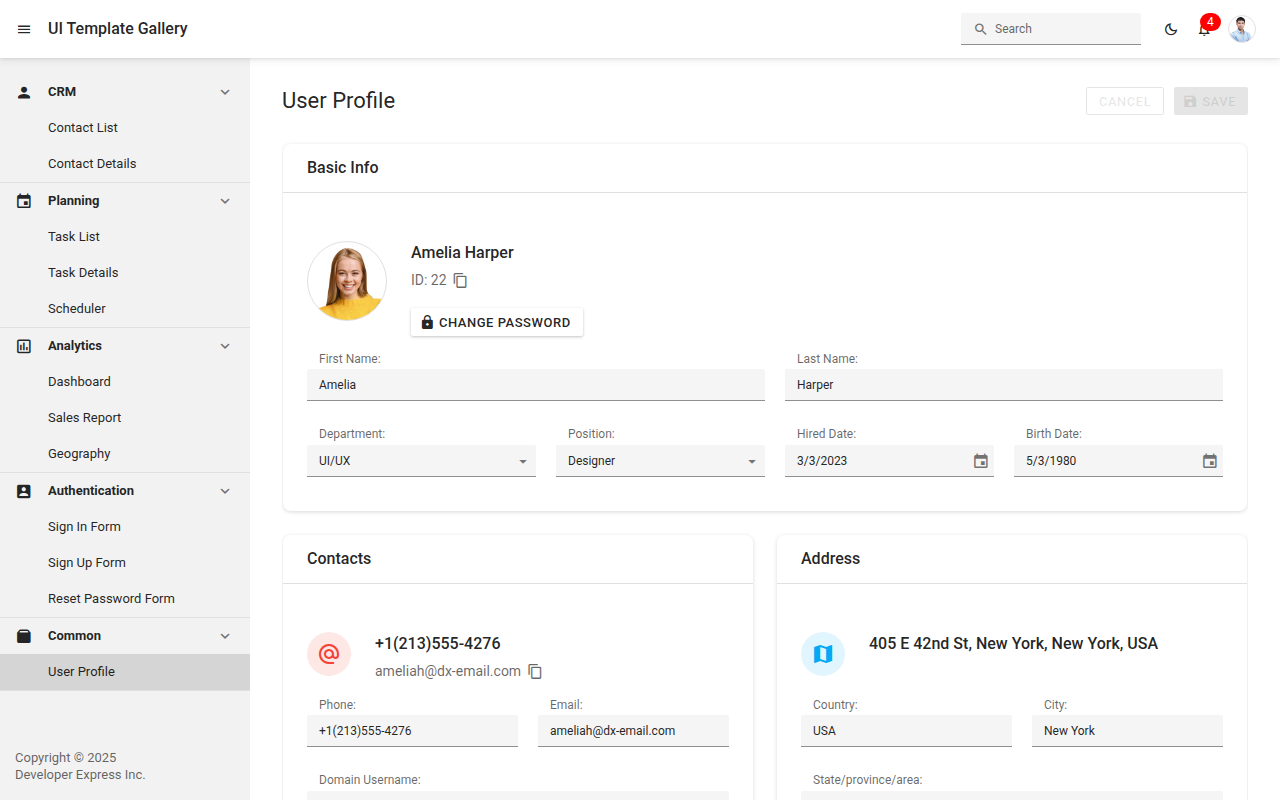 UI Template Gallery
Search
4
CRM
Contact List
Contact Details
Planning
Task List
Task Details
Scheduler
Analytics
Dashboard
Sales Report
Geography
Authentication
Sign In Form
Sign Up Form
Reset Password Form
Common
User Profile
Copyright © 2025
Developer Express Inc.
User Profile
CANCEL
SAVE
Basic Info
Amelia Harper
ID: 22
CHANGE PASSWORD
First Name:
Amelia
Last Name:
Harper
Department:
UI/UX
Position:
Designer
Hired Date:
3/3/2023
Birth Date:
5/3/1980
Contacts
+1(213)555-4276
ameliah@dx-email.com
Phone:
+1(213)555-4276
Email:
ameliah@dx-email.com
Domain Username:
Address
405 E 42nd St, New York, New York, USA
Country:
USA
City:
New York
State/province/area: